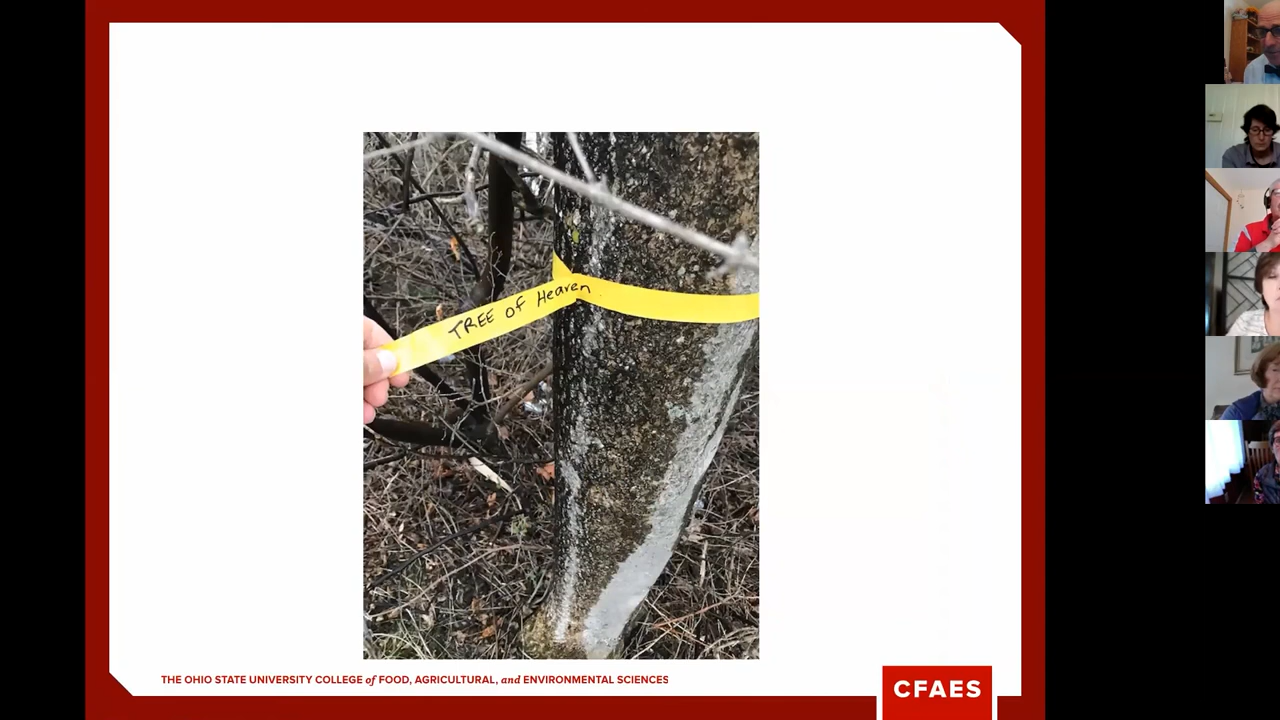 TREE of Heaven
THE OHIO STATE UNIVERSITY COLLEGE of FOOD, AGRICULTURAL, and ENVIRONMENTAL SCIENCES
CFAES